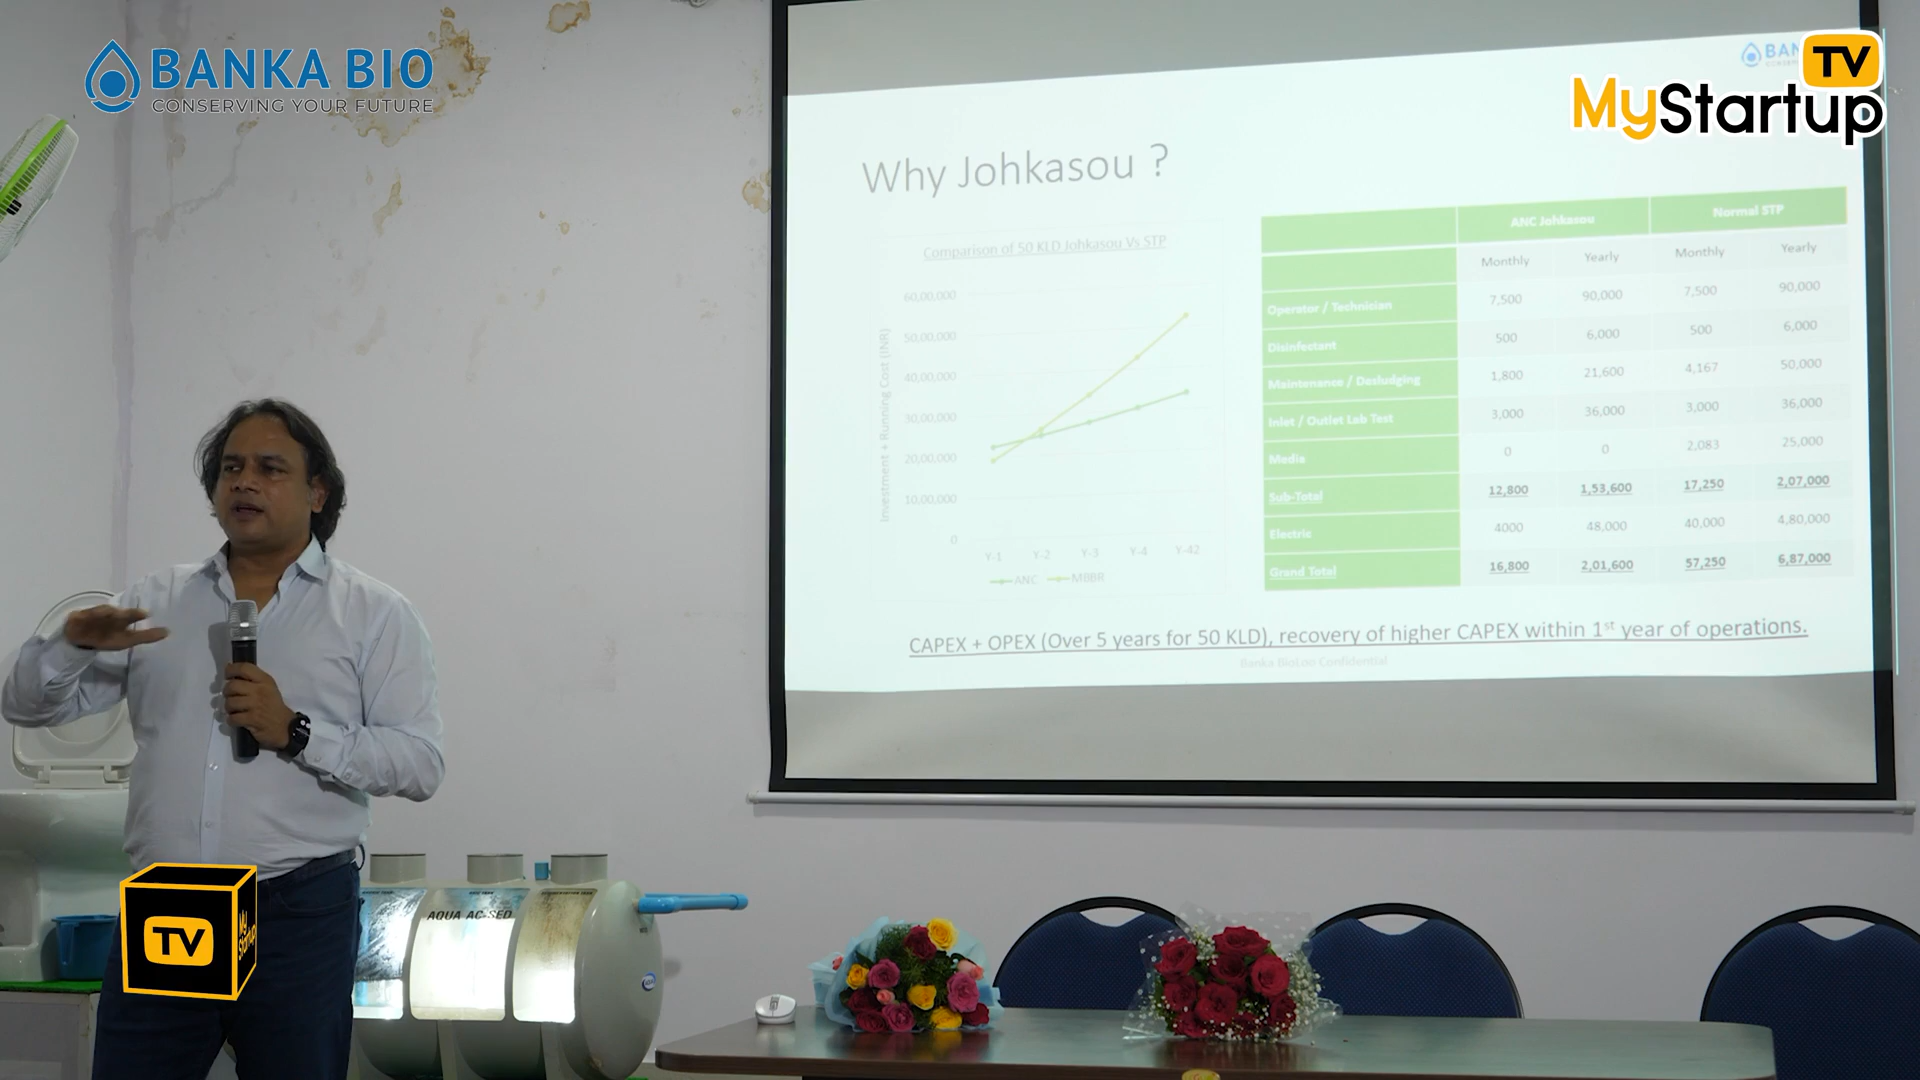 BANKA BIO
CONSERVING YOUR FUTURE
TV
MyStartup
BAN
Why Johkasou ?
Comparison of 50 KLD Johkasou Vs STP
Investment + Running Cost (INR)
60,00,000
50,00,000
40,00,000
30,00,000
20,00,000
10,00,000
0
Y-1 Y-2 Y-3 Y-4 Y-42
ANC MBBR
ANC Johkasou Normal STP
Monthly Yearly Monthly Yearly
Operator / Technician 7,500 90,000 7,500 90,000
Disinfectant 500 6,000 500 6,000
Maintenance / Desludging 1,800 21,600 4,167 50,000
Inlet / Outlet Lab Test 3,000 36,000 3,000 36,000
Media 0 0 2,083 25,000
Sub-Total 12,800 1,53,600 17,250 2,07,000
Electric 4000 48,000 40,000 4,80,000
Grand Total 16,800 2,01,600 57,250 6,87,000
CAPEX + OPEX (Over 5 years for 50 KLD), recovery of higher CAPEX within 1st year of operations.
Banka BioLoo Confidential
AQUA AC-SED
TV
My Startup